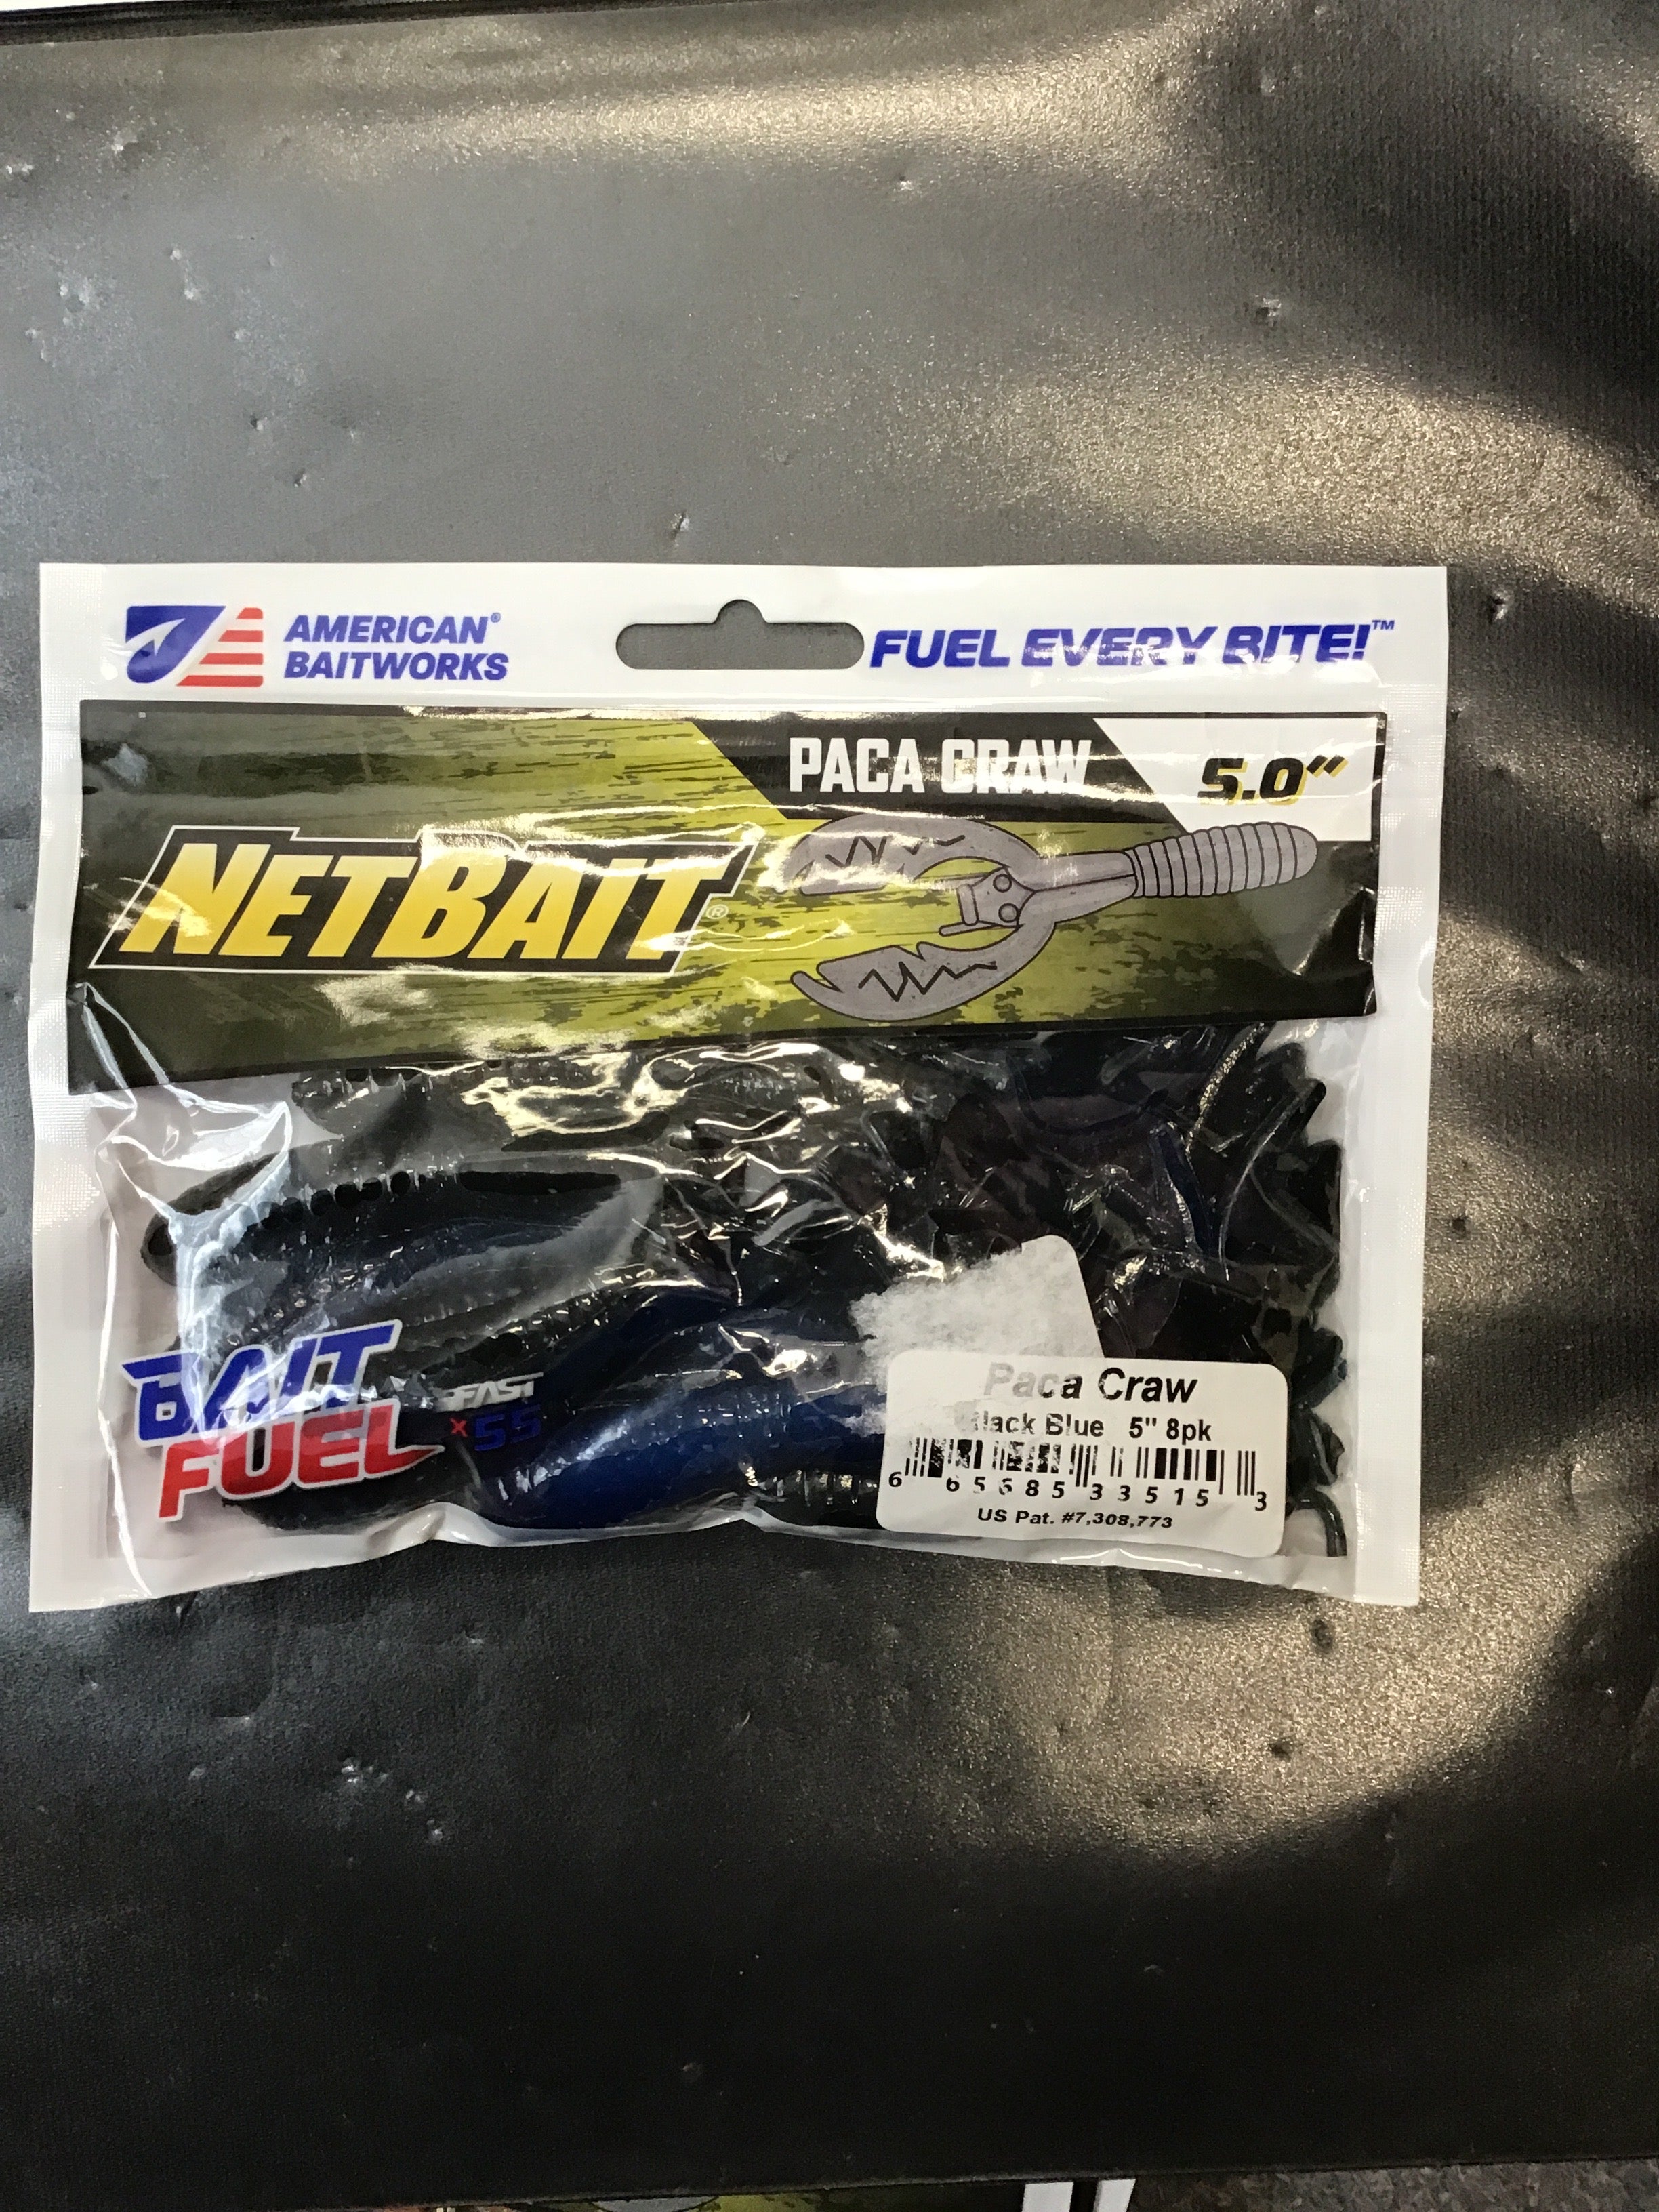 AMERICAN®
BAITWORKS
FUEL EVERY BITE!™
PACA CRAW
5.0"
NETBAIT®
BAIT
FUEL
FAST
x55
Paca Craw
Black Blue 5" 8pk
6 65685 33515 3
US Pat. #7,308,773